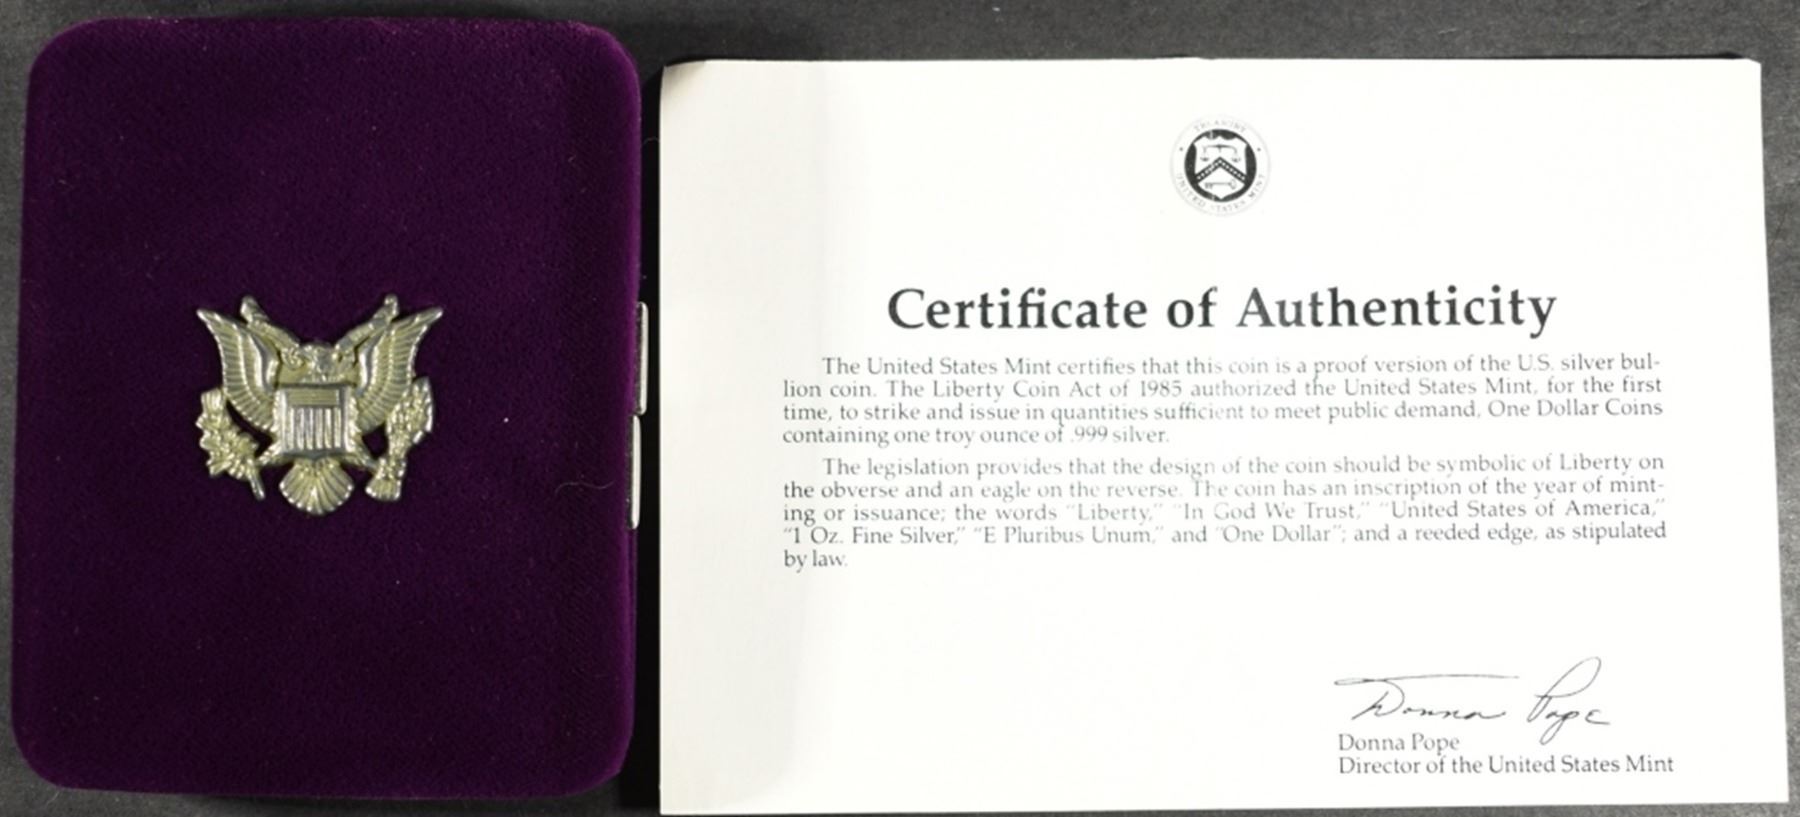 TREASURY
UNITED STATES MINT
Certificate of Authenticity
The United States Mint certifies that this coin is a proof version of the U.S. silver bul-
lion coin. The Liberty Coin Act of 1985 authorized the United States Mint, for the first
time, to strike and issue in quantities sufficient to meet public demand, One Dollar Coins
containing one troy ounce of .999 silver.
The legislation provides that the design of the coin should be symbolic of Liberty on
the obverse and an eagle on the reverse. The coin has an inscription of the year of mint-
ing or issuance; the words "Liberty," "In God We Trust," "United States of America,"
"1 Oz. Fine Silver," "E Pluribus Unum," and "One Dollar"; and a reeded edge, as stipulated
by law.
Donna Pope
Donna Pope
Director of the United States Mint